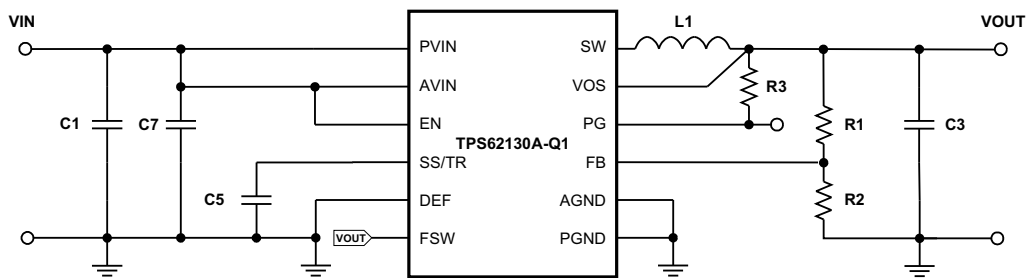 VIN
L1
VOUT
PVIN
SW
AVIN
VOS
R3
C1
C7
EN
PG
R1
C3
TPS62130A-Q1
SS/TR
FB
C5
DEF
AGND
R2
VOUT
FSW
PGND